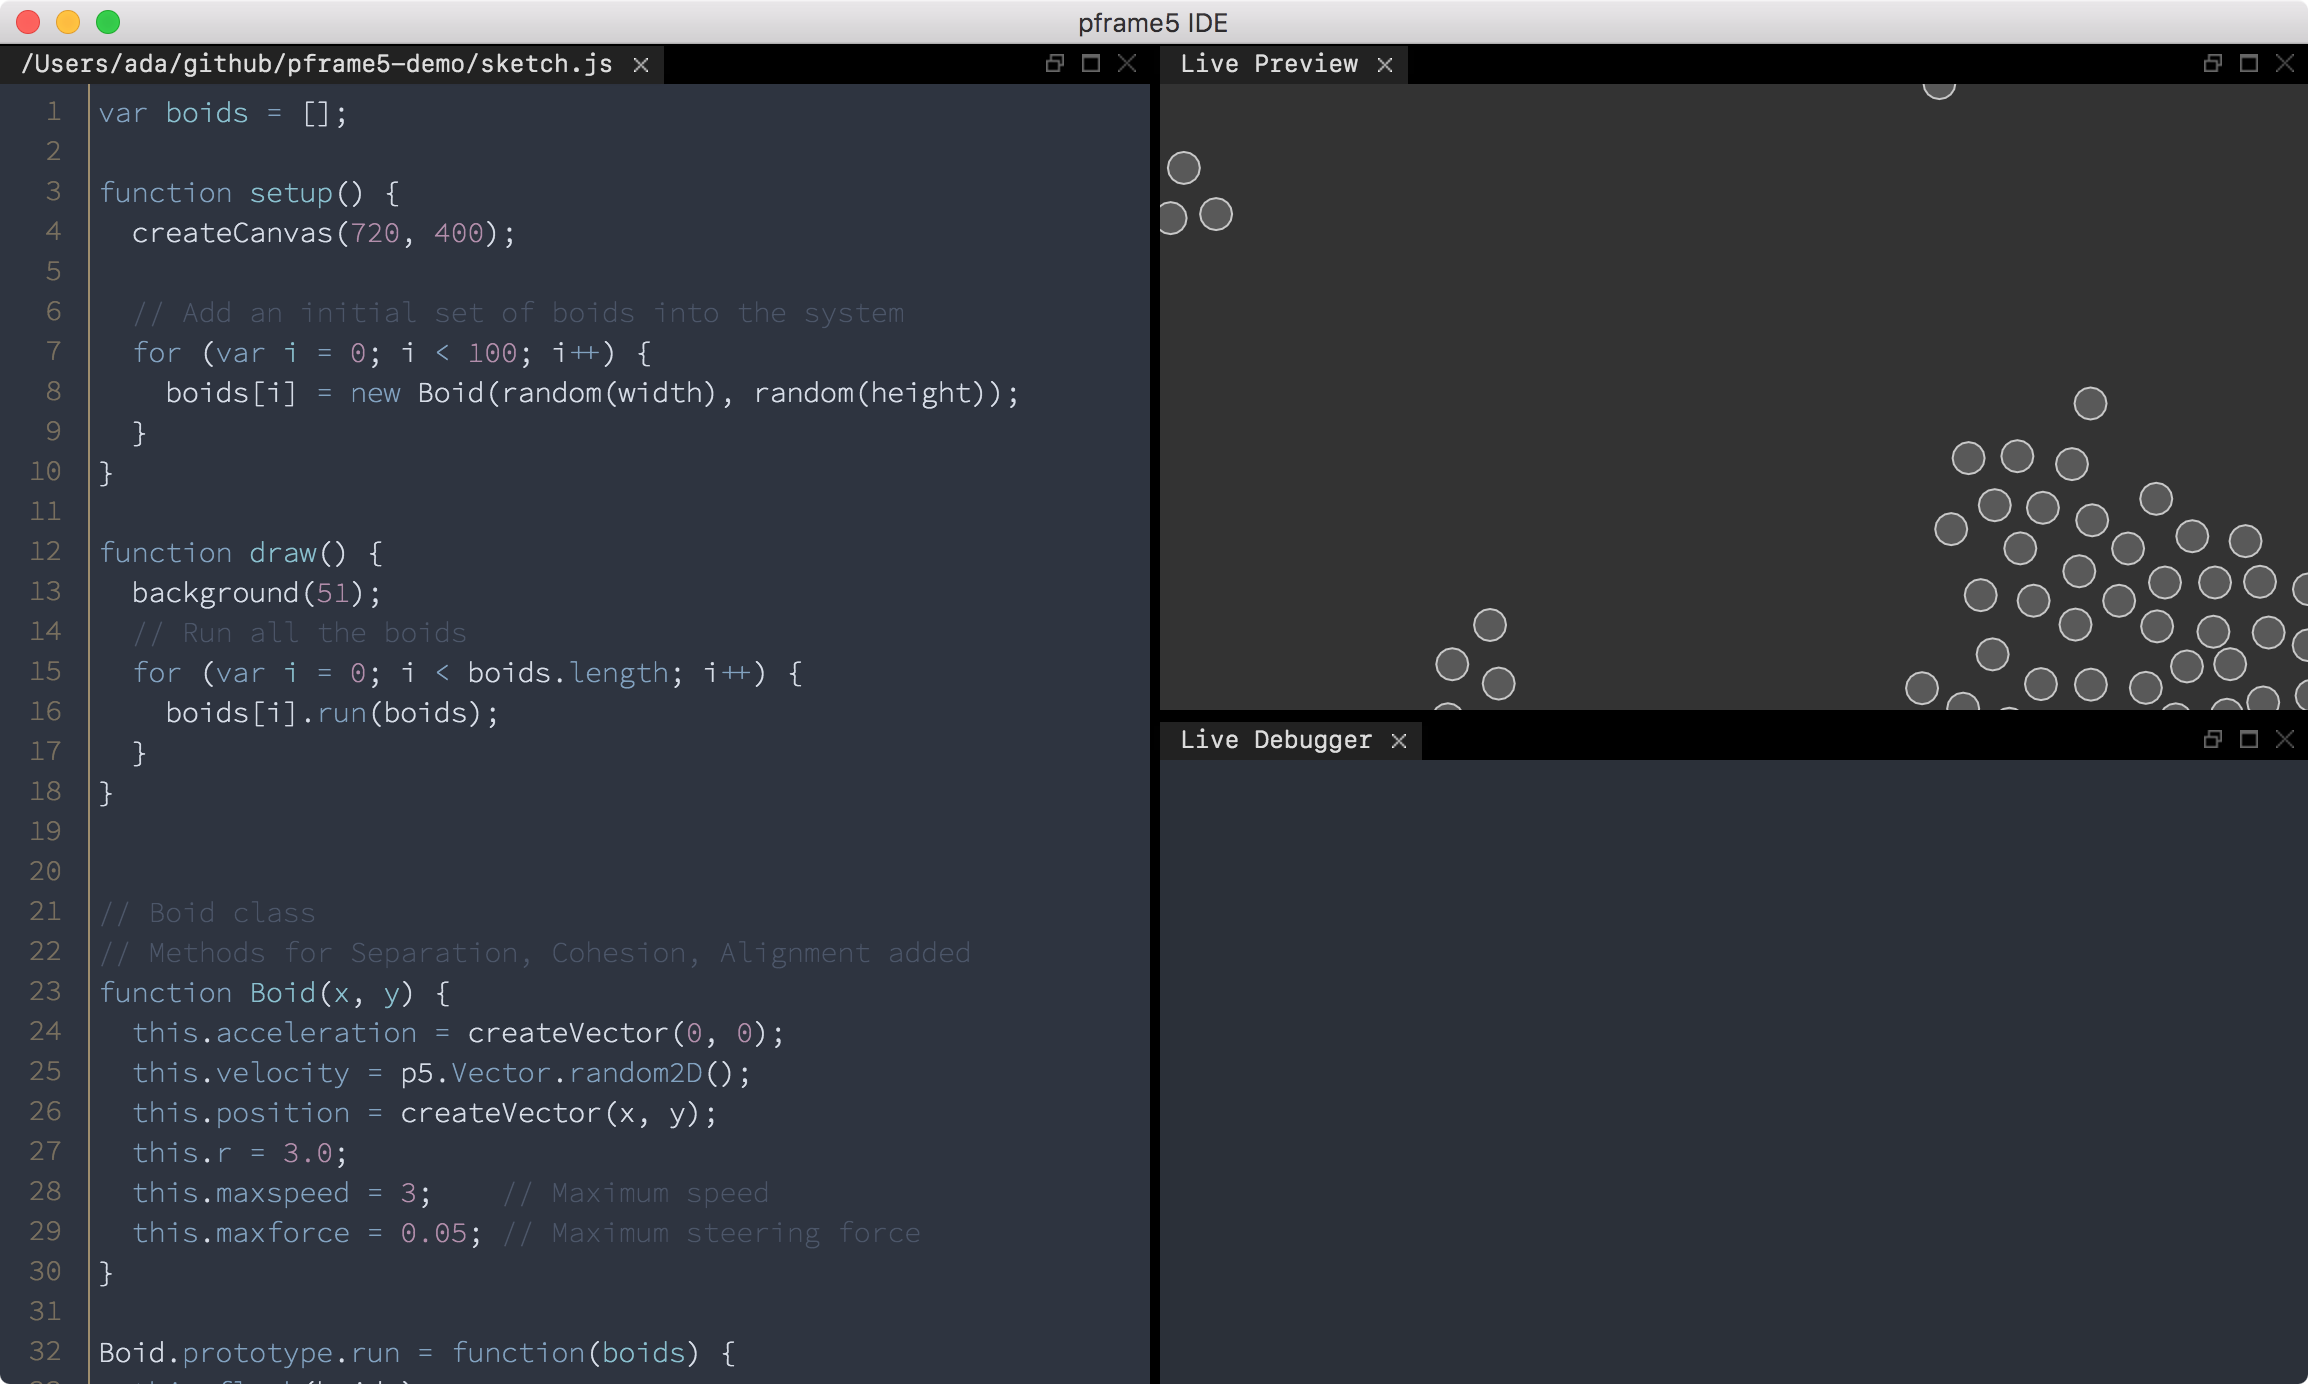 pframe5 IDE
/Users/ada/github/pframe5-demo/sketch.js
1 var boids = [];
2
3 function setup() {
4   createCanvas(720, 400);
5
6   // Add an initial set of boids into the system
7   for (var i = 0; i < 100; i++) {
8     boids[i] = new Boid(random(width), random(height));
9   }
10 }
11
12 function draw() {
13   background(51);
14   // Run all the boids
15   for (var i = 0; i < boids.length; i++) {
16     boids[i].run(boids);
17   }
18 }
19
20
21 // Boid class
22 // Methods for Separation, Cohesion, Alignment added
23 function Boid(x, y) {
24   this.acceleration = createVector(0, 0);
25   this.velocity = p5.Vector.random2D();
26   this.position = createVector(x, y);
27   this.r = 3.0;
28   this.maxspeed = 3;    // Maximum speed
29   this.maxforce = 0.05; // Maximum steering force
30 }
31
32 Boid.prototype.run = function(boids) {
Live Preview
Live Debugger